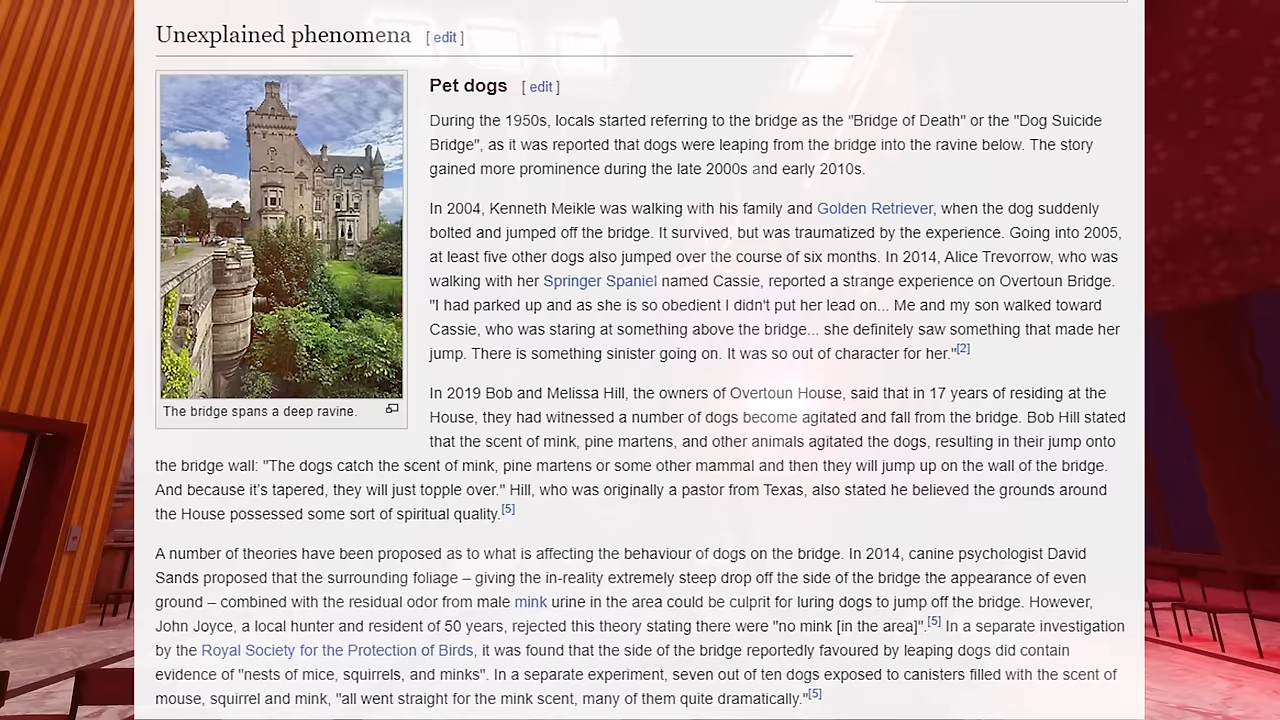 Unexplained phenomena [ edit ]
Pet dogs [ edit ]
During the 1950s, locals started referring to the bridge as the "Bridge of Death" or the "Dog Suicide
Bridge", as it was reported that dogs were leaping from the bridge into the ravine below. The story
gained more prominence during the late 2000s and early 2010s.
In 2004, Kenneth Meikle was walking with his family and Golden Retriever, when the dog suddenly
bolted and jumped off the bridge. It survived, but was traumatized by the experience. Going into 2005,
at least five other dogs also jumped over the course of six months. In 2014, Alice Trevorrow, who was
walking with her Springer Spaniel named Cassie, reported a strange experience on Overtoun Bridge.
"I had parked up and as she is so obedient I didn't put her lead on... Me and my son walked toward
Cassie, who was staring at something above the bridge... she definitely saw something that made her
jump. There is something sinister going on. It was so out of character for her."[2]
The bridge spans a deep ravine.
In 2019 Bob and Melissa Hill, the owners of Overtoun House, said that in 17 years of residing at the
House, they had witnessed a number of dogs become agitated and fall from the bridge. Bob Hill stated
that the scent of mink, pine martens, and other animals agitated the dogs, resulting in their jump onto
the bridge wall: "The dogs catch the scent of mink, pine martens or some other mammal and then they will jump up on the wall of the bridge.
And because it's tapered, they will just topple over." Hill, who was originally a pastor from Texas, also stated he believed the grounds around
the House possessed some sort of spiritual quality.[5]
A number of theories have been proposed as to what is affecting the behaviour of dogs on the bridge. In 2014, canine psychologist David
Sands proposed that the surrounding foliage – giving the in-reality extremely steep drop off the side of the bridge the appearance of even
ground – combined with the residual odor from male mink urine in the area could be culprit for luring dogs to jump off the bridge. However,
John Joyce, a local hunter and resident of 50 years, rejected this theory stating there were "no mink [in the area]".[5] In a separate investigation
by the Royal Society for the Protection of Birds, it was found that the side of the bridge reportedly favoured by leaping dogs did contain
evidence of "nests of mice, squirrels, and minks". In a separate experiment, seven out of ten dogs exposed to canisters filled with the scent of
mouse, squirrel and mink, "all went straight for the mink scent, many of them quite dramatically."[5]